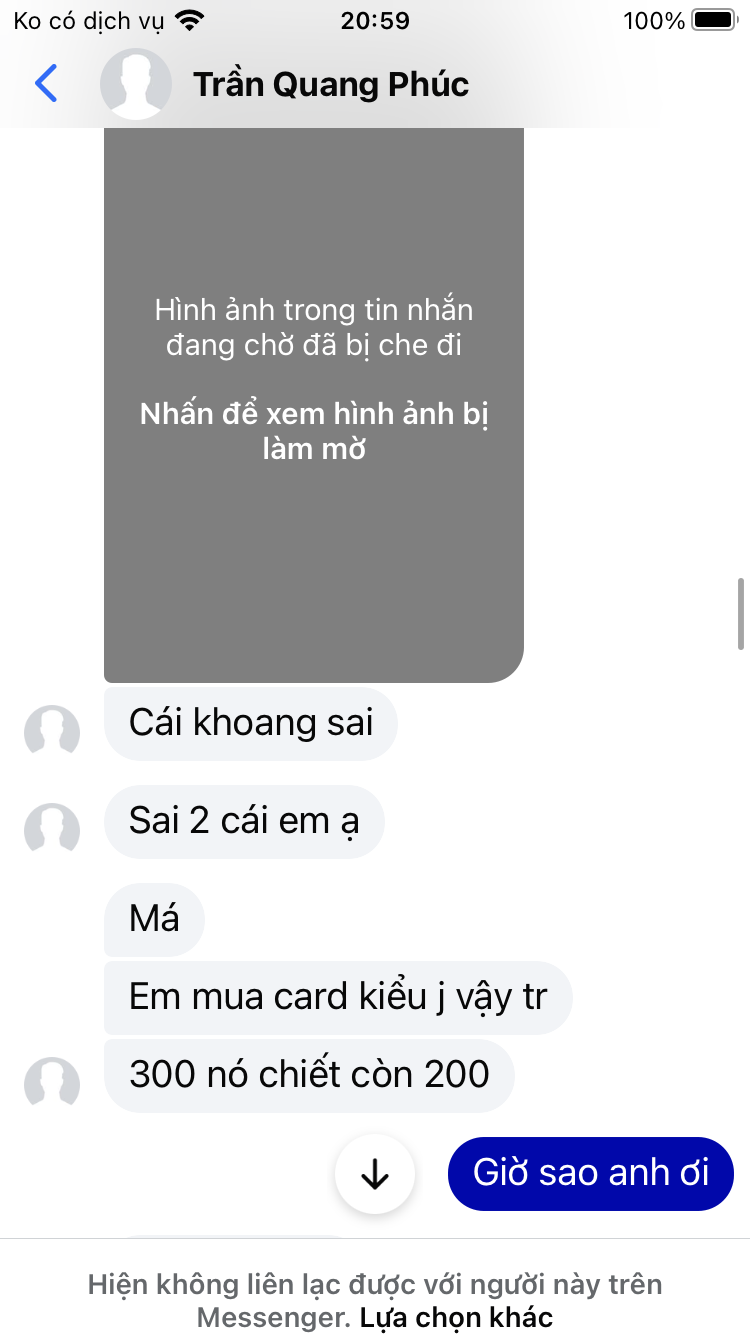 Ko có dịch vụ
20:59
100%
Trần Quang Phúc
Hình ảnh trong tin nhắn
đang chờ đã bị che đi
Nhấn để xem hình ảnh bị
làm mờ
Cái khoang sai
Sai 2 cái em ạ
Má
Em mua card kiểu j vậy tr
300 nó chiết còn 200
Giờ sao anh ơi
Hiện không liên lạc được với người này trên
Messenger. Lựa chọn khác